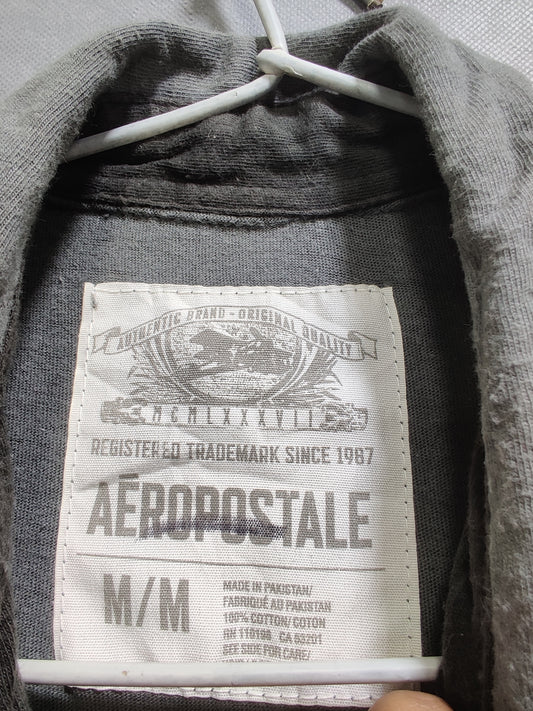 AUTHENTIC BRAND - ORIGINAL QUALITY
MCMLXXXVII
REGISTERED TRADEMARK SINCE 1987
AÉROPOSTALE
M/M
MADE IN PAKISTAN/
FABRIQUÉ AU PAKISTAN
100% COTTON/COTON
RN 110198 CA 53201
SEE SIDE FOR CARE/